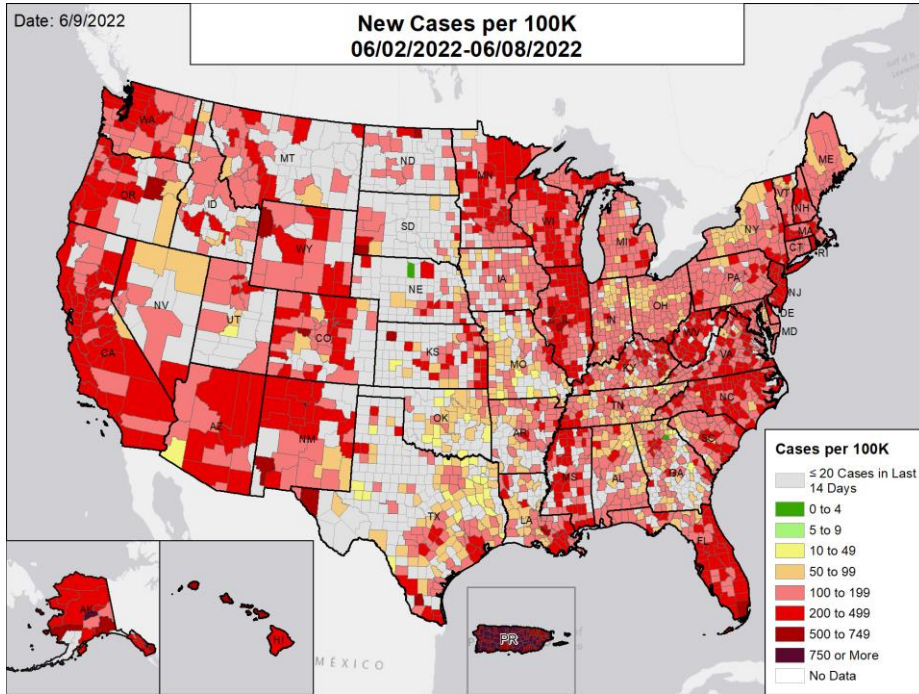 Date: 6/9/2022
New Cases per 100K
06/02/2022-06/08/2022
WA
MT
ND
MN
ME
OR
ID
SD
WI
VT
NH
NY
MA
WY
MI
CT
RI
IA
PA
NJ
NE
NV
OH
IN
DE
MD
UT
CO
IL
WV
CA
KS
MO
VA
KY
NC
TN
OK
AZ
NM
AR
SC
MS
AL
GA
TX
LA
FL
AK
HI
PR
MÉXICO
Cases per 100K
≤ 20 Cases in Last
14 Days
0 to 4
5 to 9
10 to 49
50 to 99
100 to 199
200 to 499
500 to 749
750 or More
No Data